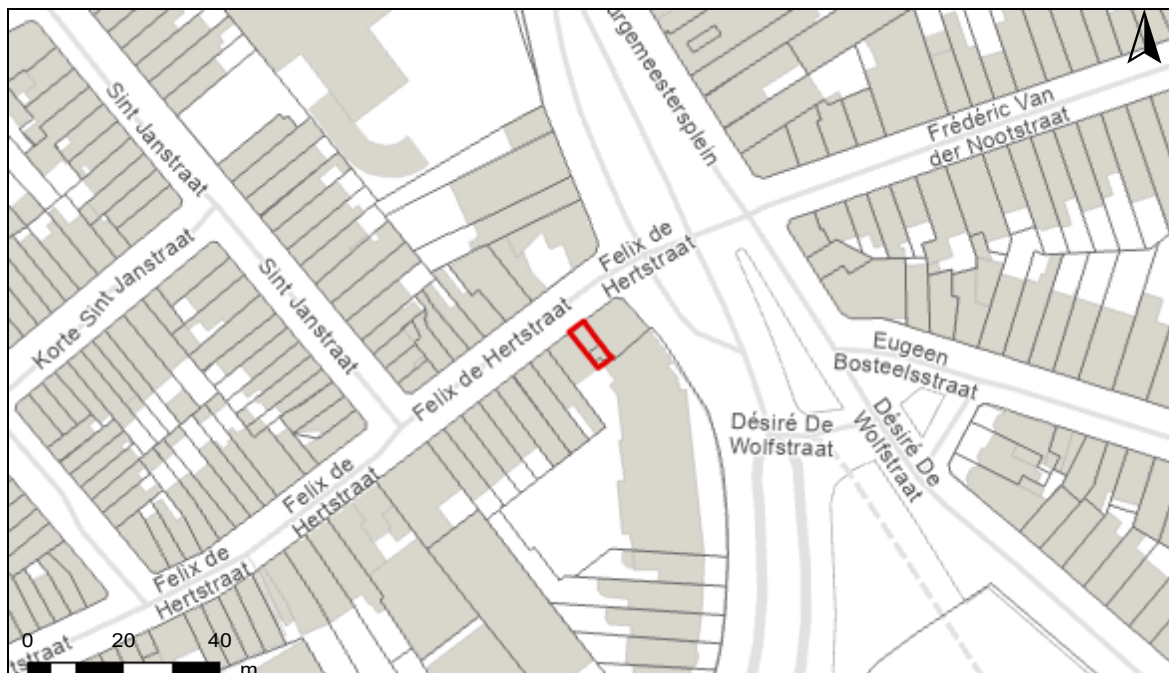 urgemeestersplein
Sint Janstraat
Frédéric Van
der Nootstraat
Korte Sint Janstraat
Sint Janstraat
Felix de
Hertstraat
Felix de Hertstraat
Eugeen
Bosteelsstraat
Désiré De
Wolfstraat
Désiré De
Wolfstraat
Felix de
Hertstraat
Felix de
Hertstraat
tstraat
0 20 40
m